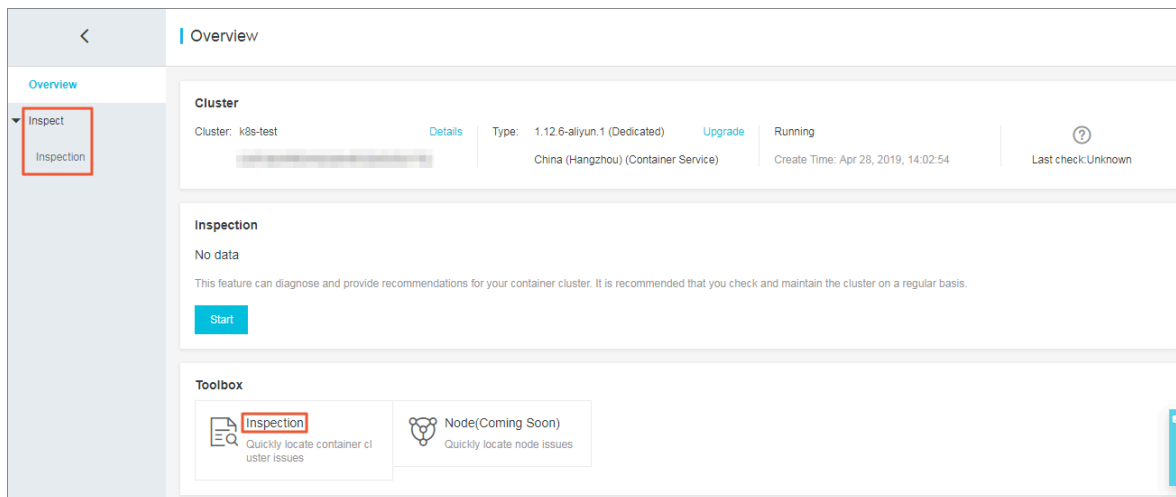 Overview
Overview
Inspect
Inspection
Cluster
Cluster: k8s-test Details Type: 1.12.6-aliyun.1 (Dedicated) Upgrade Running
China (Hangzhou) (Container Service) Create Time: Apr 28, 2019, 14:02:54 Last check:Unknown
Inspection
No data
This feature can diagnose and provide recommendations for your container cluster. It is recommended that you check and maintain the cluster on a regular basis.
Start
Toolbox
Inspection
Quickly locate container cl
uster issues
Node(Coming Soon)
Quickly locate node issues